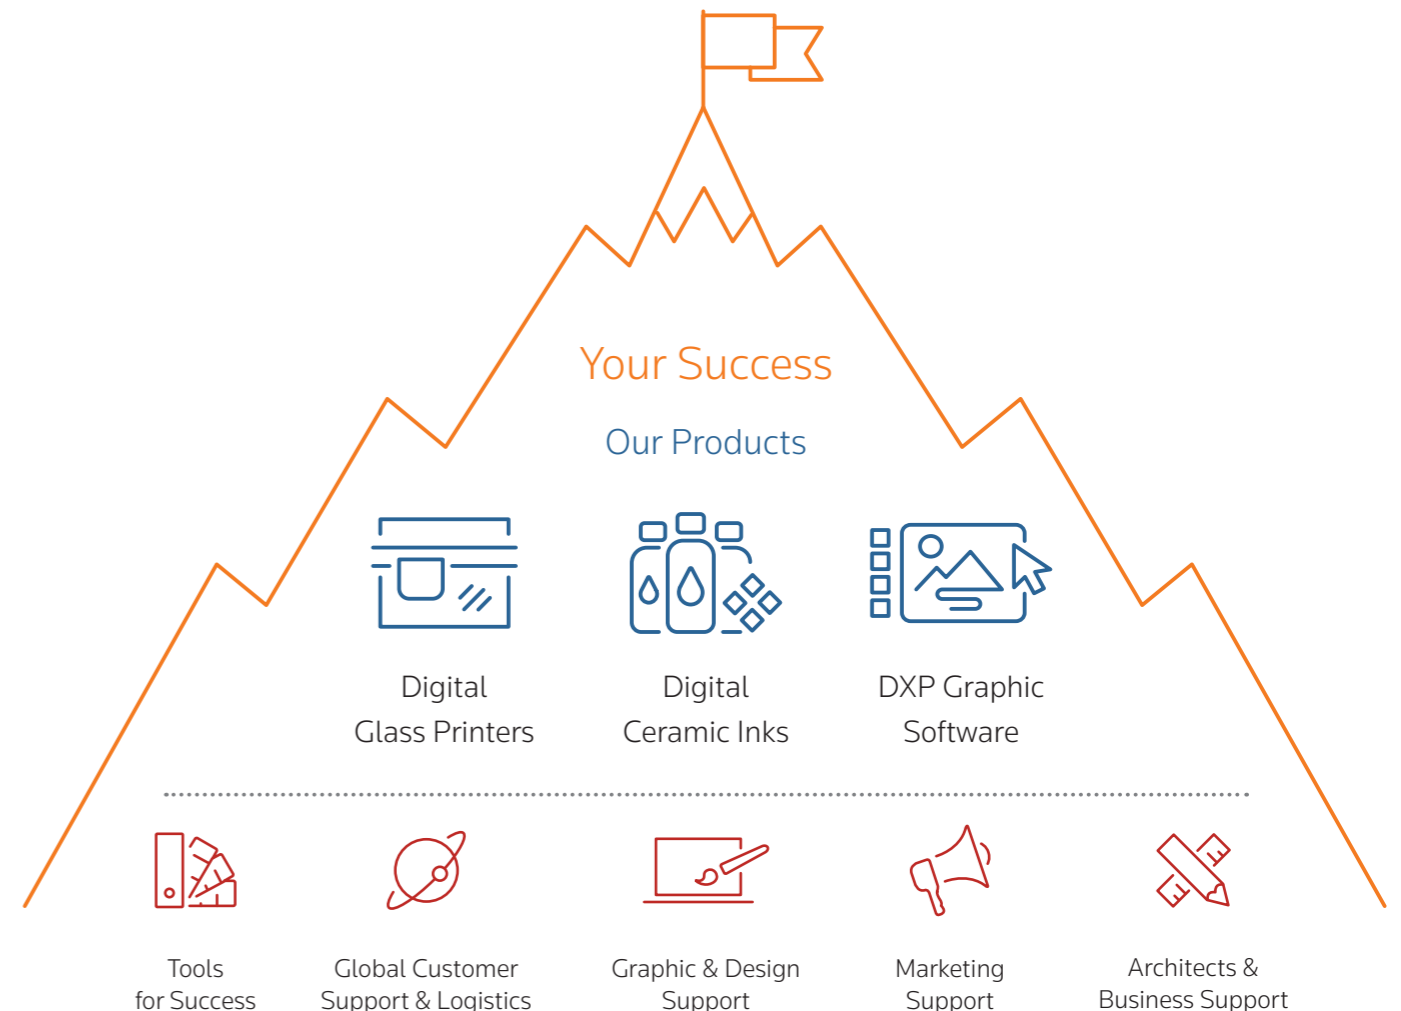 Your Success
Our Products
Digital
Glass Printers
Digital
Ceramic Inks
DXP Graphic
Software
Tools
for Success
Global Customer
Support & Logistics
Graphic & Design
Support
Marketing
Support
Architects &
Business Support